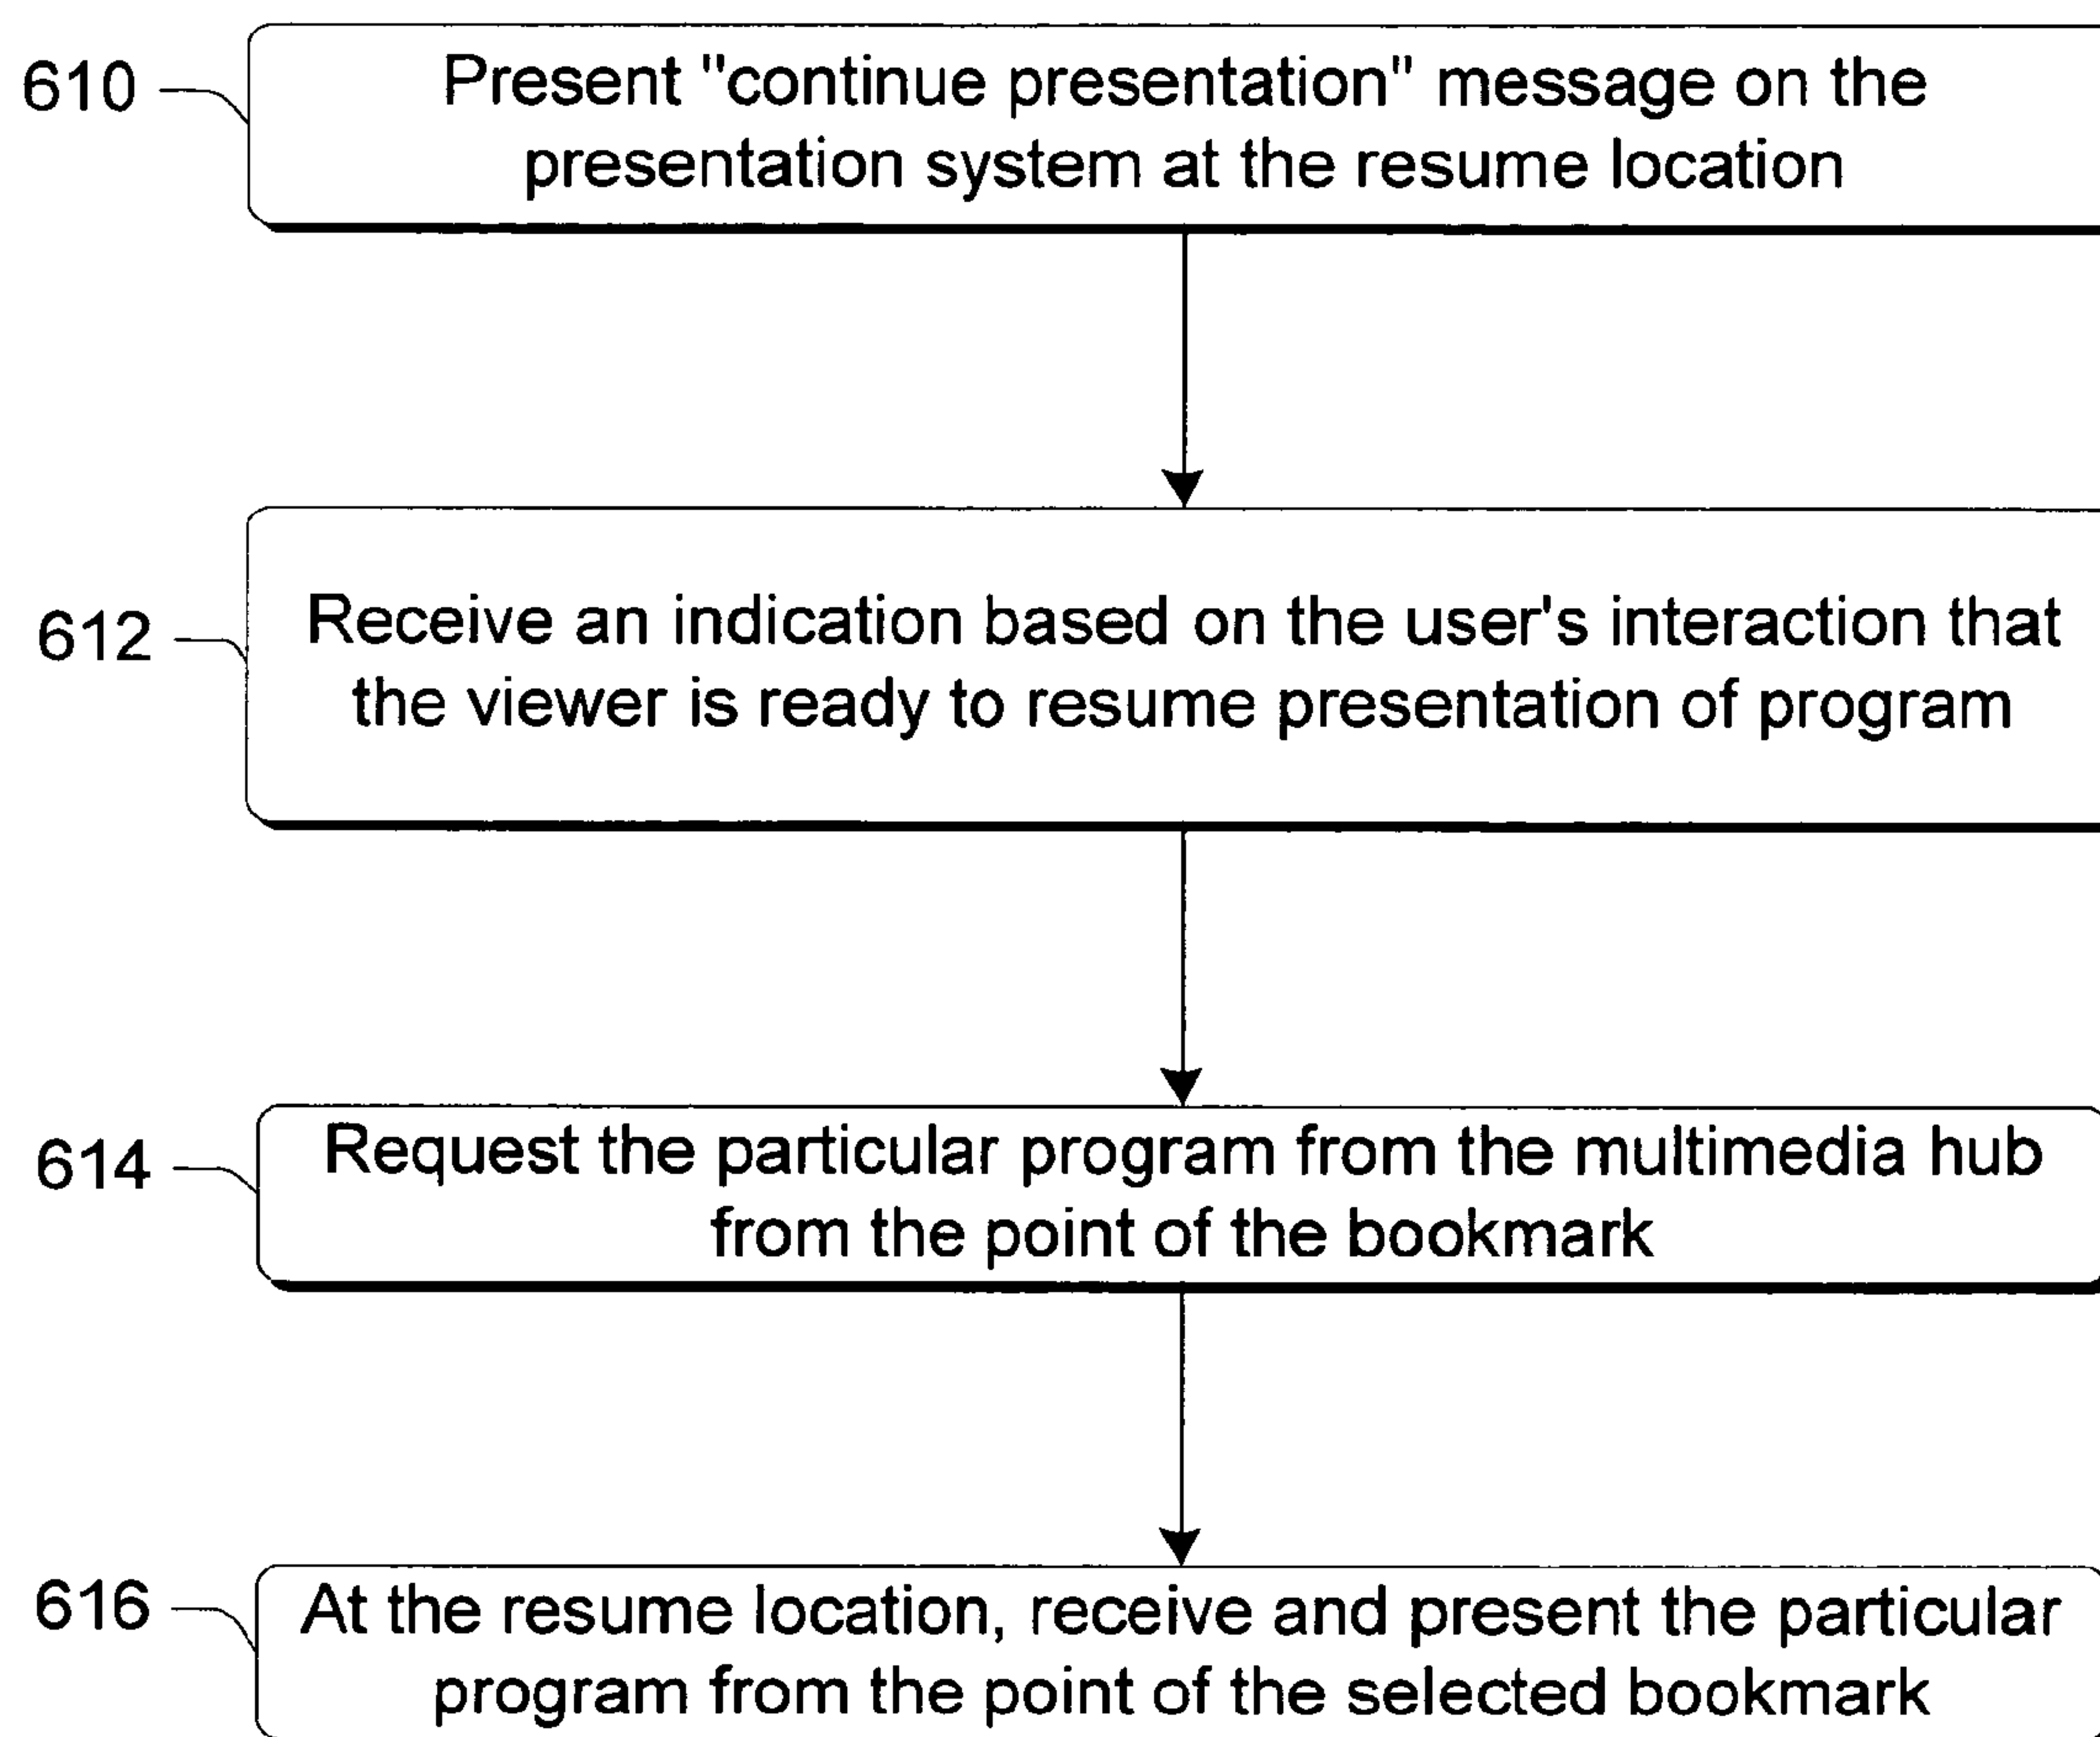 610
Present "continue presentation" message on the
presentation system at the resume location
612
Receive an indication based on the user's interaction that
the viewer is ready to resume presentation of program
614
Request the particular program from the multimedia hub
from the point of the bookmark
616
At the resume location, receive and present the particular
program from the point of the selected bookmark